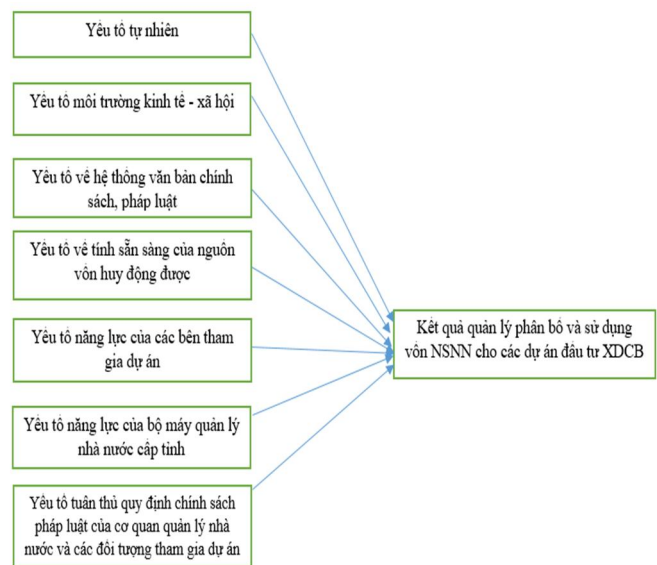 Yếu tố tự nhiên
Yếu tố môi trường kinh tế - xã hội
Yếu tố về hệ thống văn bản chính
sách, pháp luật
Yếu tố về tính sẵn sàng của nguồn
vốn huy động được
Yếu tố năng lực của các bên tham
gia dự án
Yếu tố năng lực của bộ máy quản lý
nhà nước cấp tỉnh
Yếu tố tuân thủ quy định chính sách
pháp luật của cơ quan quản lý nhà
nước và các đối tượng tham gia dự án
Kết quả quản lý phân bổ và sử dụng
vốn NSNN cho các dự án đầu tư XDCB